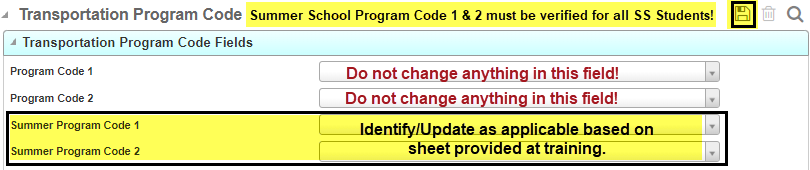 Transportation Program Code Summer School Program Code 1 & 2 must be verified for all SS Students!
Transportation Program Code Fields
Program Code 1 Do not change anything in this field!
Program Code 2 Do not change anything in this field!
Summer Program Code 1 Identify/Update as applicable based on
Summer Program Code 2 sheet provided at training.